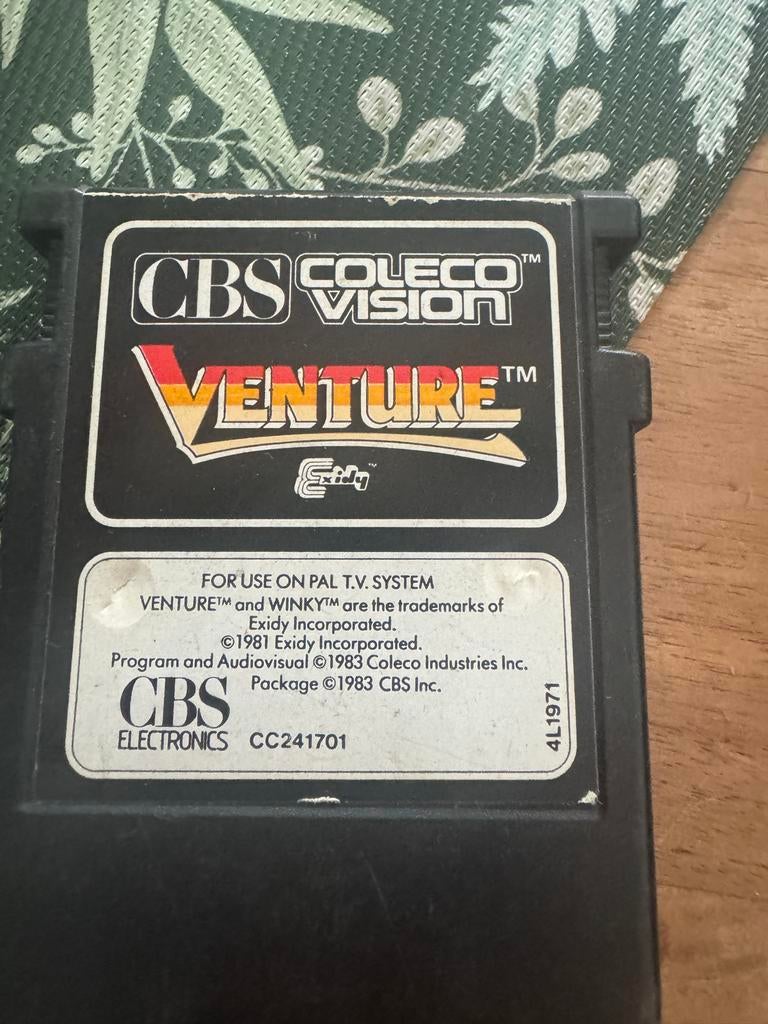 CBS COLECO VISION™
VENTURE™
Exidy™
FOR USE ON PAL T.V. SYSTEM
VENTURE™ and WINKY™ are the trademarks of
Exidy Incorporated.
©1981 Exidy Incorporated.
Program and Audiovisual ©1983 Coleco Industries Inc.
Package ©1983 CBS Inc.
CBS
ELECTRONICS CC241701
4L1971